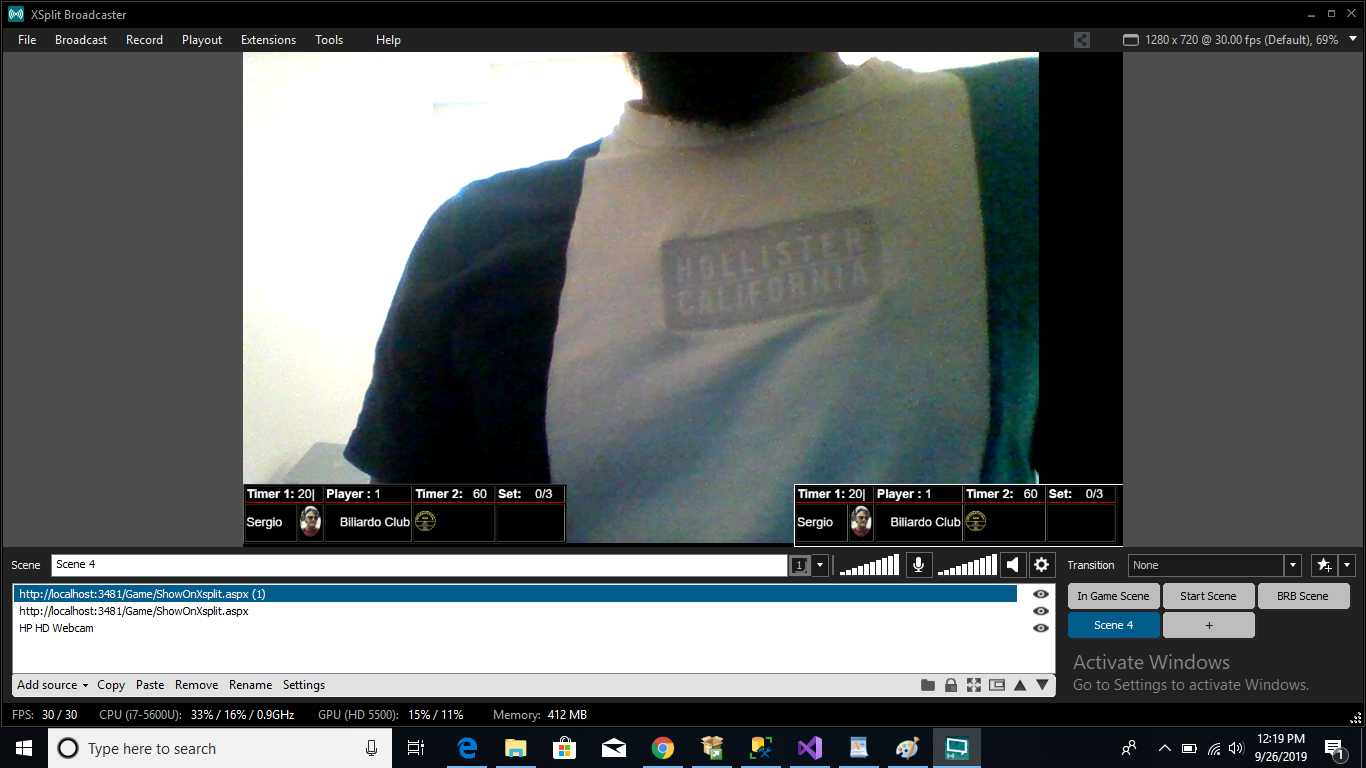 XSplit Broadcaster
File Broadcast Record Playout Extensions Tools Help
1280 x 720 @ 30.00 fps (Default), 69%
HOLLISTER
CALIFORNIA
Timer 1: 20| Player : 1 Timer 2: 60 Set: 0/3
Sergio Biliardo Club
Timer 1: 20| Player : 1 Timer 2: 60 Set: 0/3
Sergio Biliardo Club
Scene Scene 4 1
Transition None
http://localhost:3481/Game/ShowOnXsplit.aspx (1)
http://localhost:3481/Game/ShowOnXsplit.aspx
HP HD Webcam
In Game Scene Start Scene BRB Scene
Scene 4 +
Add source Copy Paste Remove Rename Settings
Activate Windows
Go to Settings to activate Windows.
FPS: 30 / 30 CPU (i7-5600U): 33% / 16% / 0.9GHz GPU (HD 5500): 15% / 11% Memory: 412 MB
Type here to search
12:19 PM
9/26/2019
1